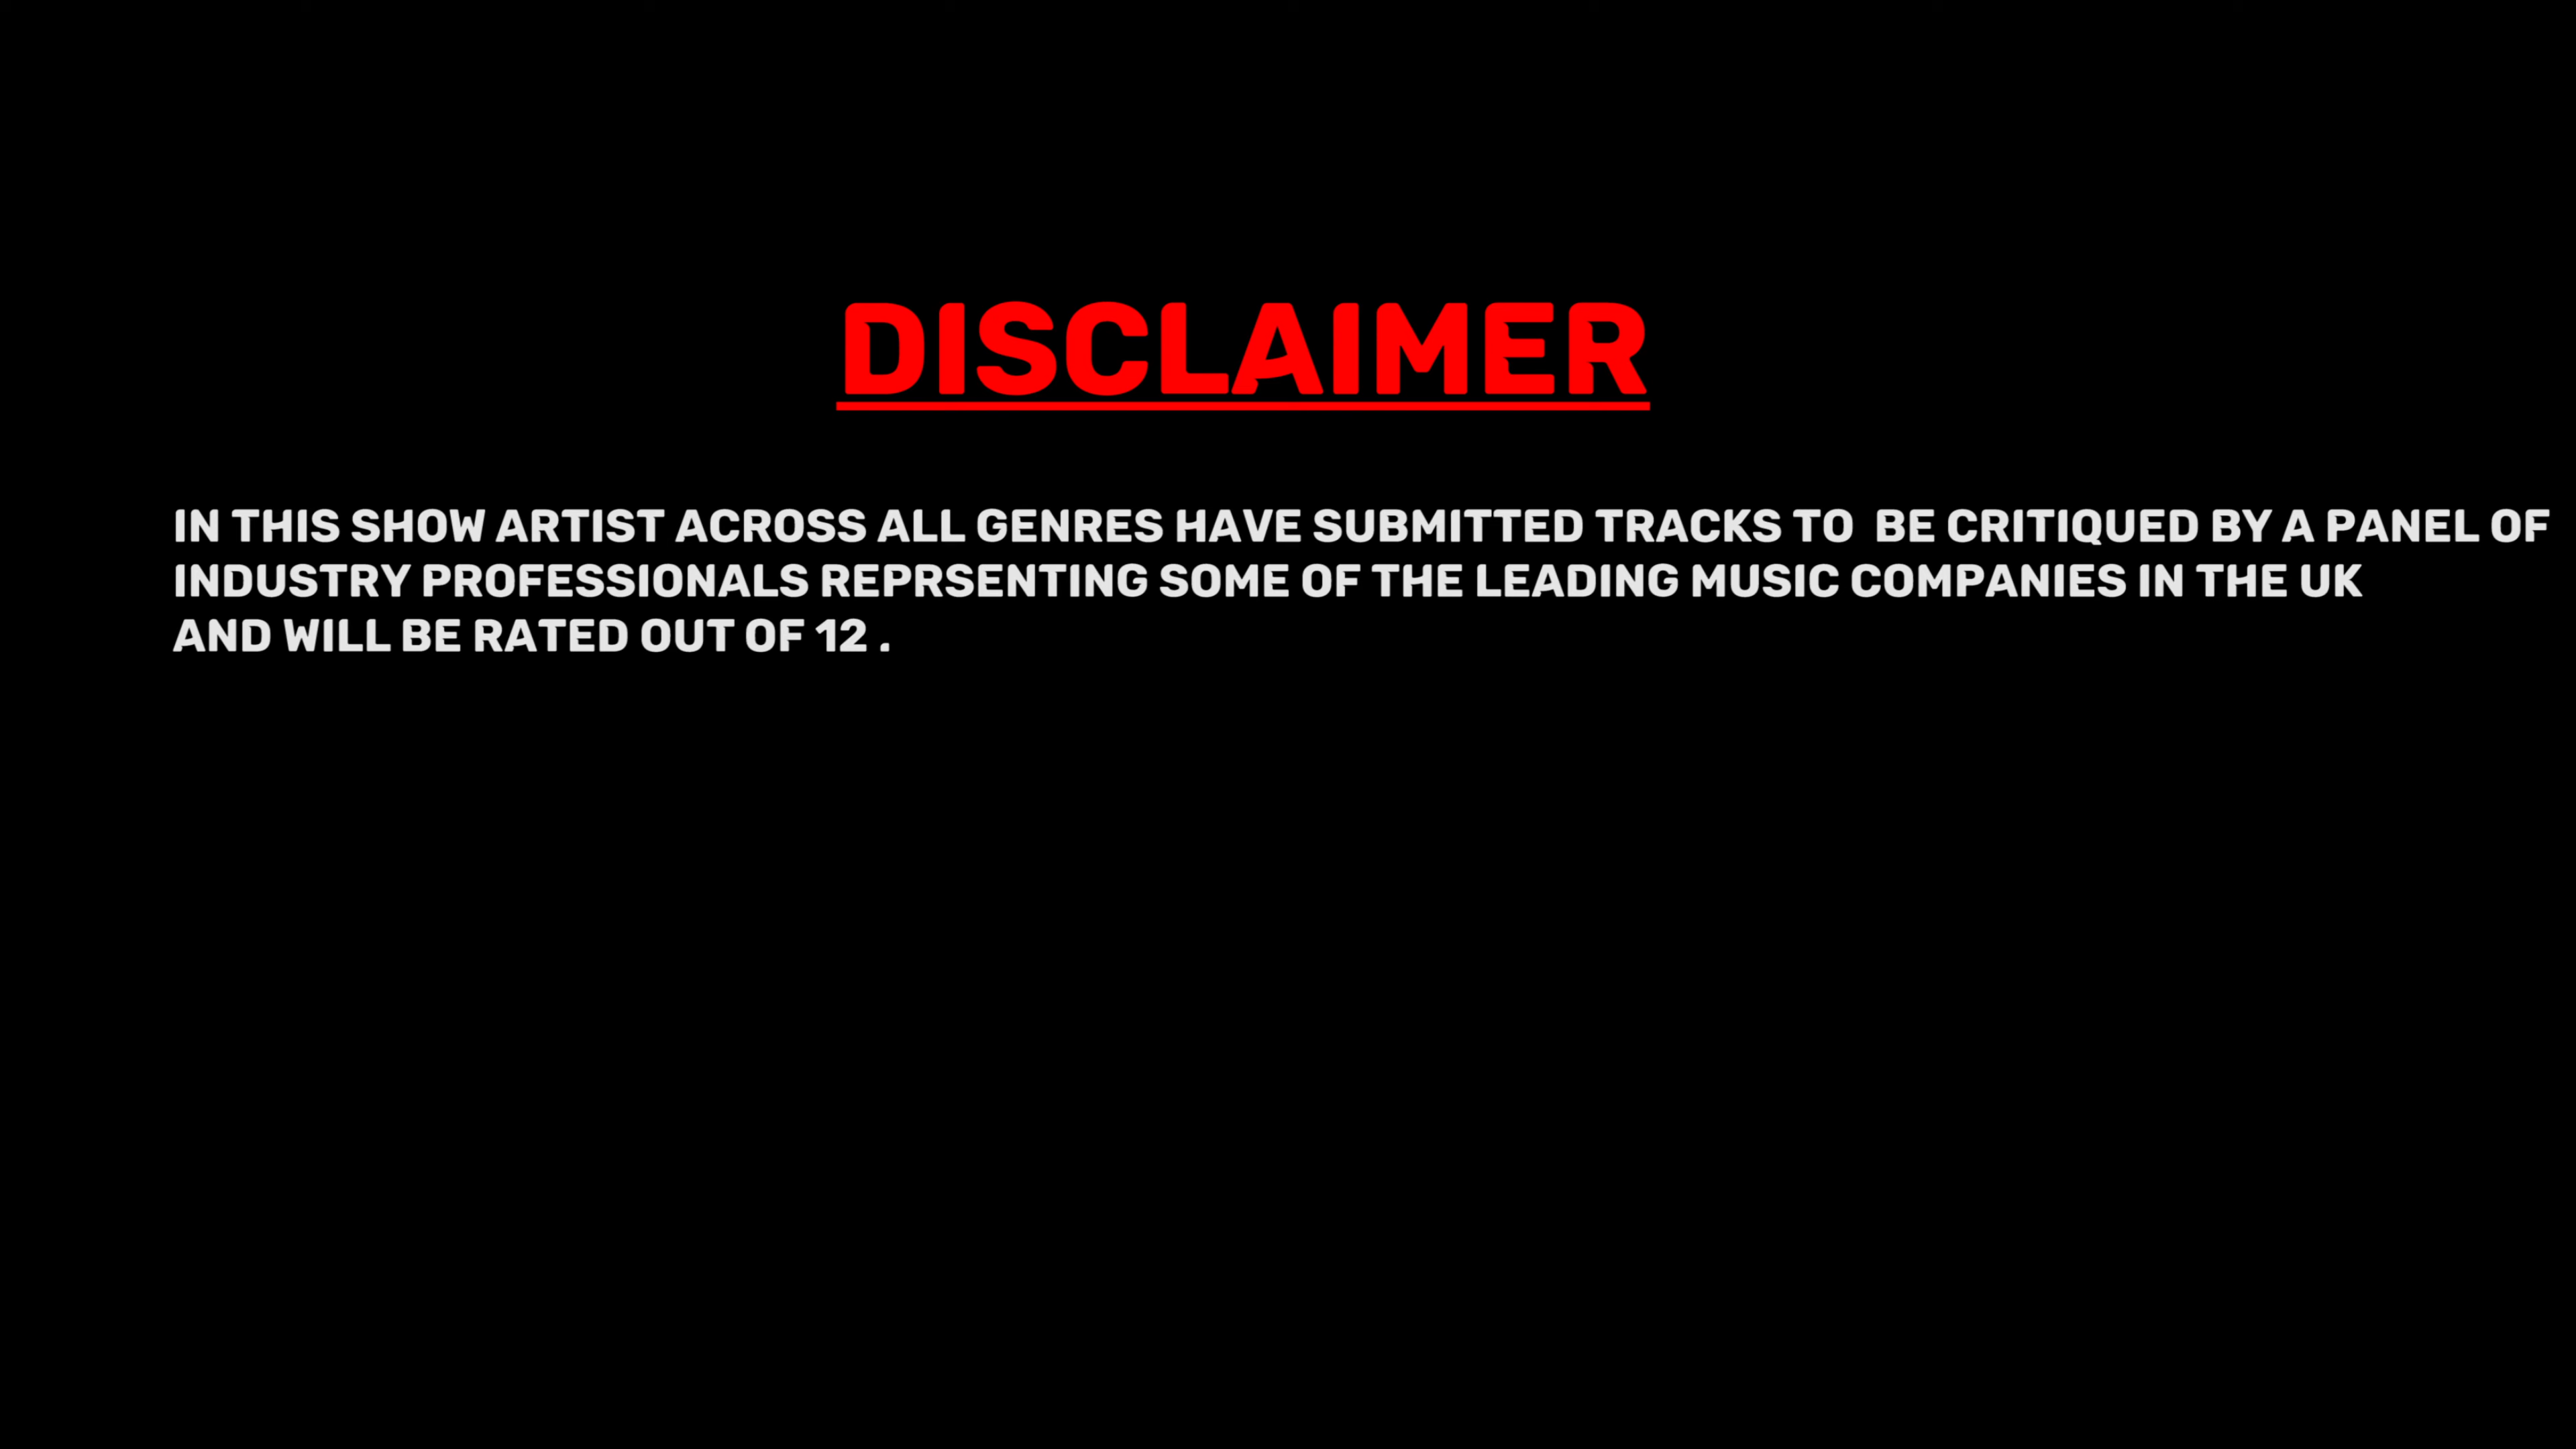 DISCLAIMER
IN THIS SHOW ARTIST ACROSS ALL GENRES HAVE SUBMITTED TRACKS TO  BE CRITIQUED BY A PANEL OF
INDUSTRY PROFESSIONALS REPRSENTING SOME OF THE LEADING MUSIC COMPANIES IN THE UK
AND WILL BE RATED OUT OF 12 .